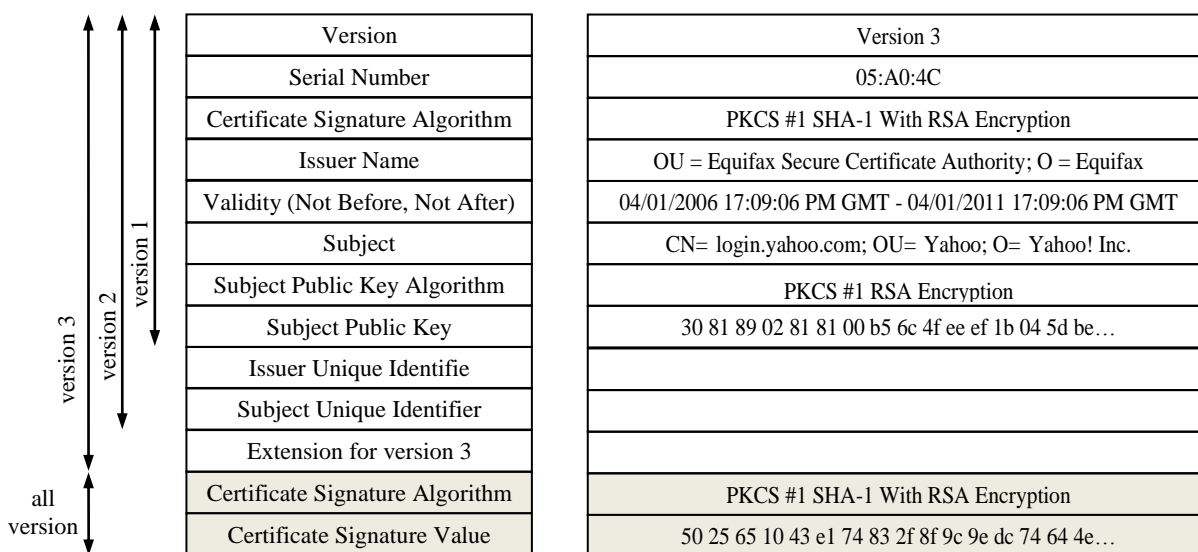 Version
Version 3
Serial Number
05:A0:4C
Certificate Signature Algorithm
PKCS #1 SHA-1 With RSA Encryption
Issuer Name
OU = Equifax Secure Certificate Authority; O = Equifax
Validity (Not Before, Not After)
04/01/2006 17:09:06 PM GMT - 04/01/2011 17:09:06 PM GMT
Subject
CN= login.yahoo.com; OU= Yahoo; O= Yahoo! Inc.
Subject Public Key Algorithm
PKCS #1 RSA Encryption
Subject Public Key
30 81 89 02 81 81 00 b5 6c 4f ee ef 1b 04 5d be…
Issuer Unique Identifie
Subject Unique Identifier
Extension for version 3
Certificate Signature Algorithm
PKCS #1 SHA-1 With RSA Encryption
Certificate Signature Value
50 25 65 10 43 e1 74 83 2f 8f 9c 9e dc 74 64 4e…
version 3
version 2
version 1
all
version